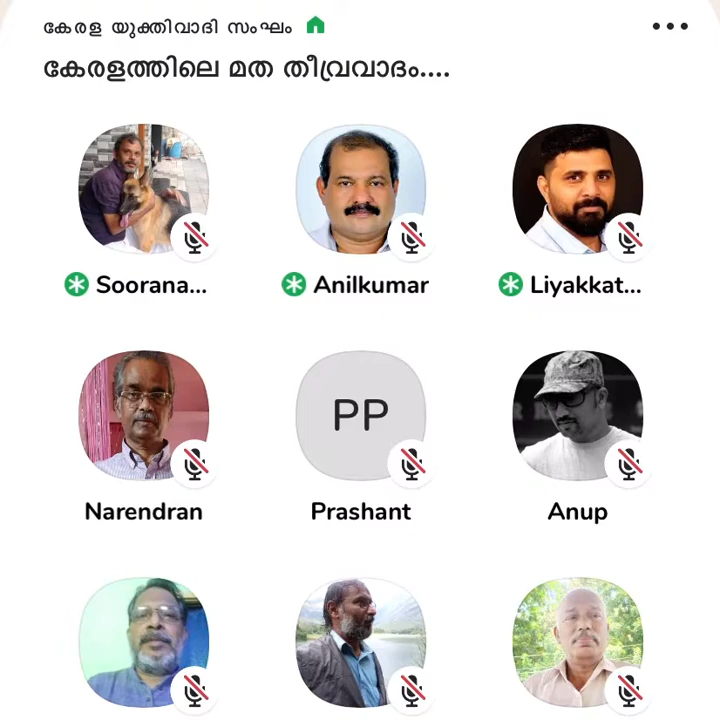 കേരള യുക്തിവാദി സംഘം
കേരളത്തിലെ മത തീവ്രവാദം....
Soorana... Anilkumar Liyakkat...
PP
Narendran Prashant Anup